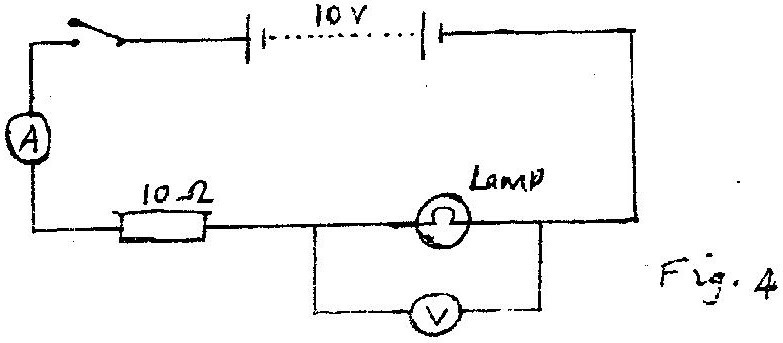 10 V
A
10 Ω
Lamp
V
Fig. 4